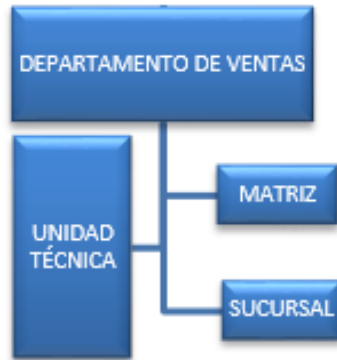 DEPARTAMENTO DE VENTAS
MATRIZ
UNIDAD
TÉCNICA
SUCURSAL